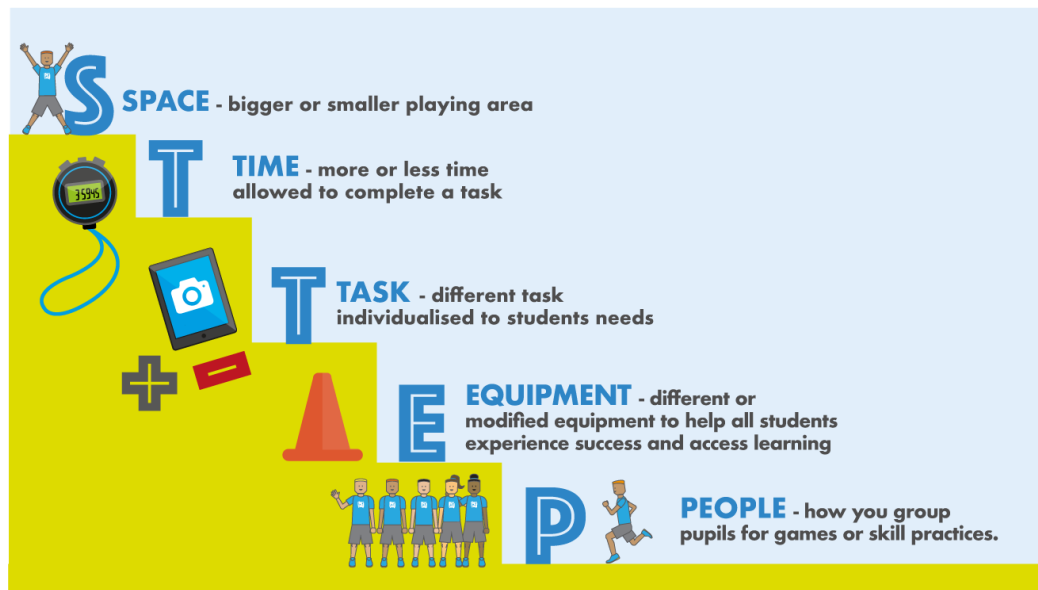 S
SPACE - bigger or smaller playing area
T
TIME - more or less time
allowed to complete a task
35945
T
TASK - different task
individualised to students needs
E
EQUIPMENT - different or
modified equipment to help all students
experience success and access learning
P
PEOPLE - how you group
pupils for games or skill practices.